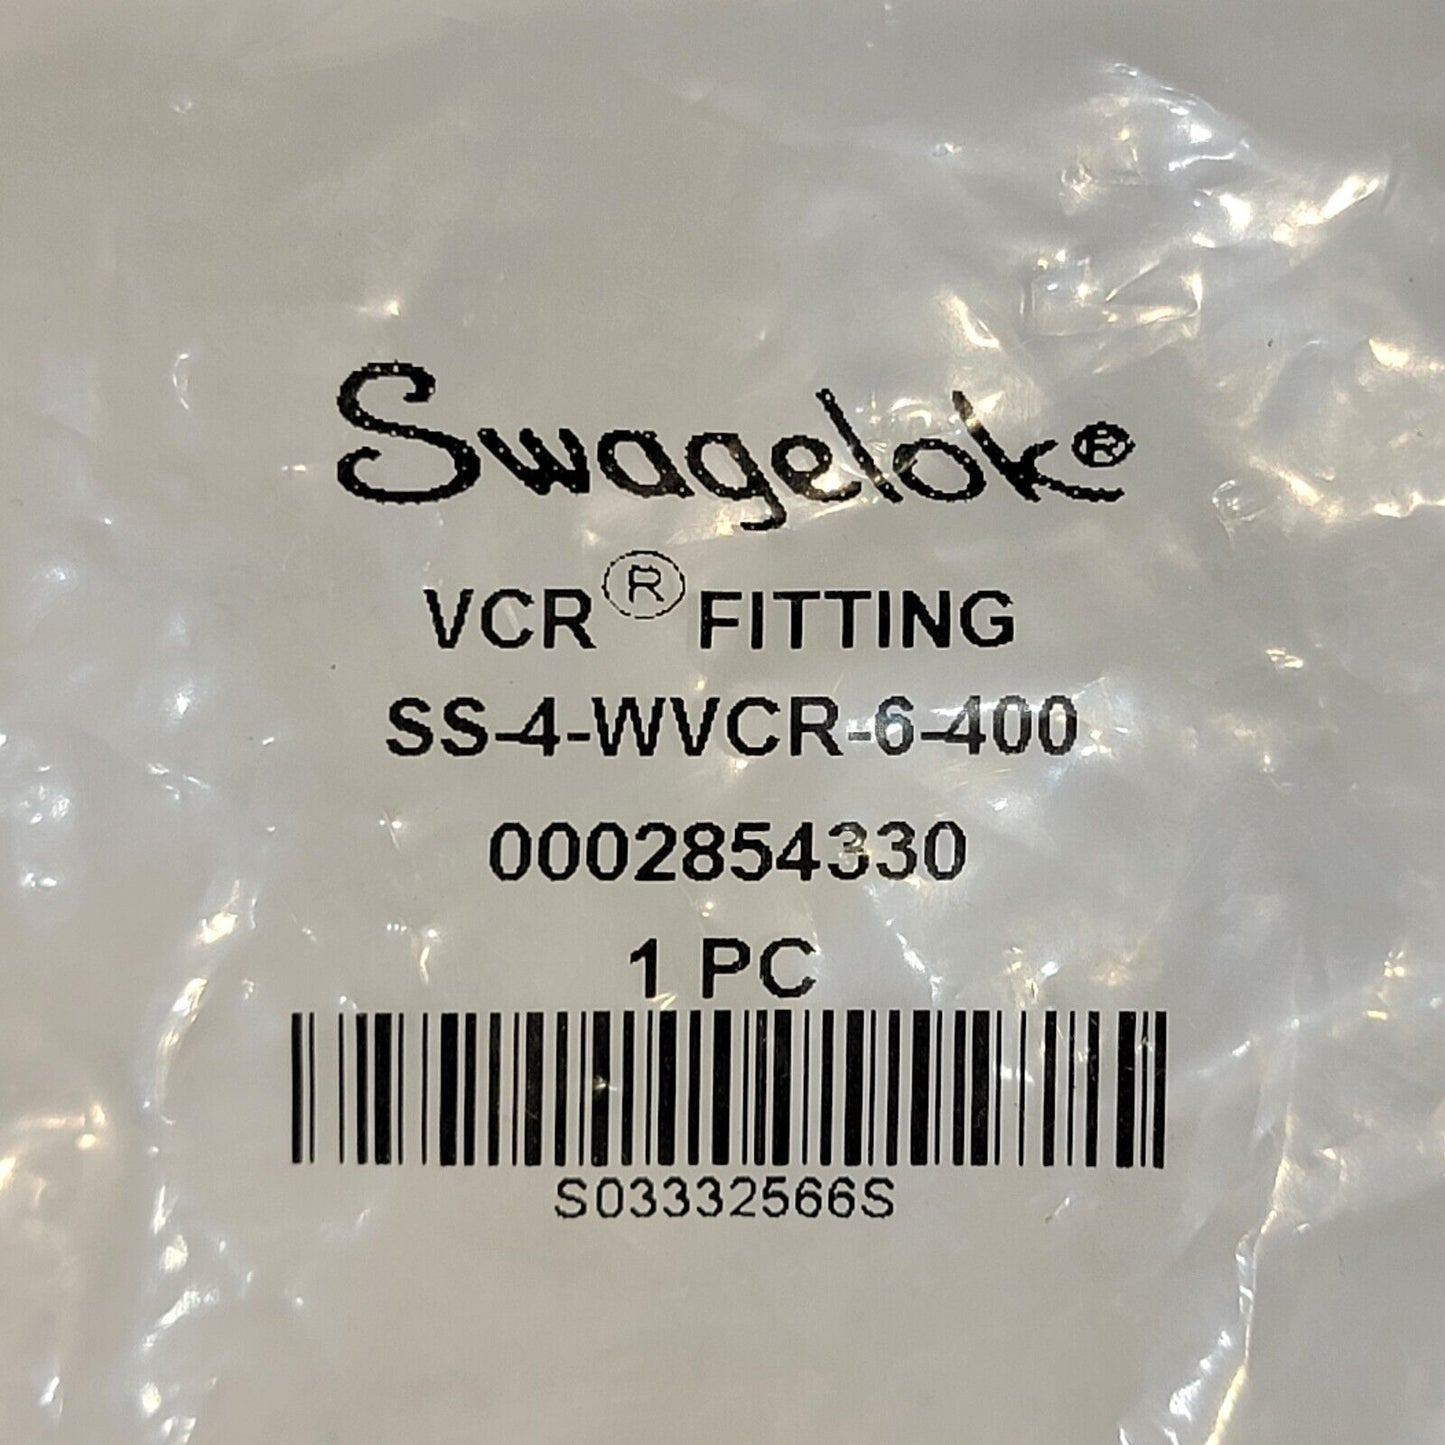 Swagelok®
VCR® FITTING
SS-4-WVCR-6-400
0002854330
1 PC
S03332566S